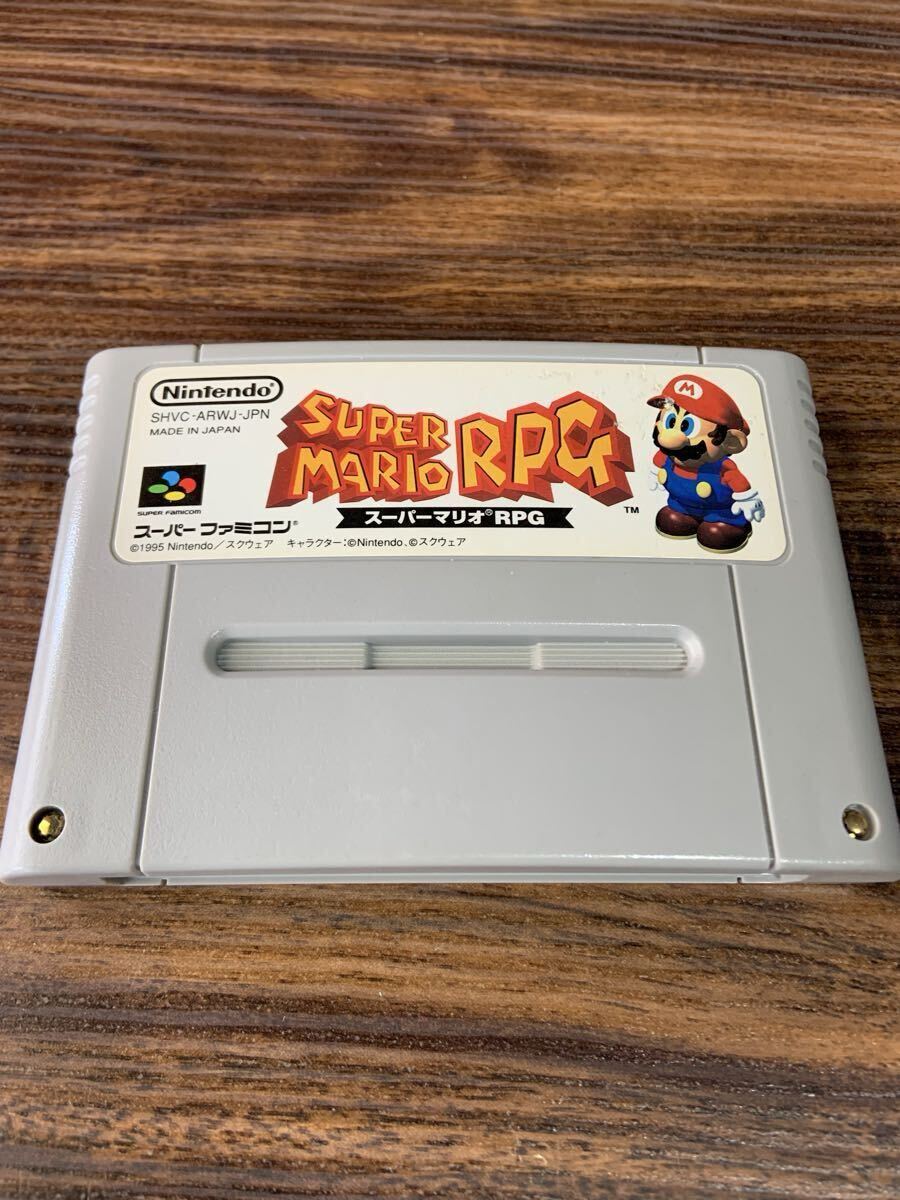 Nintendo®
SHVC-ARWJ-JPN
MADE IN JAPAN
SUPER FAMICOM
スーパーファミコン®
©1995 Nintendo／スクウェア キャラクター:©Nintendo、©スクウェア
SUPER
MARIO RPG
スーパーマリオ®RPG
™
M